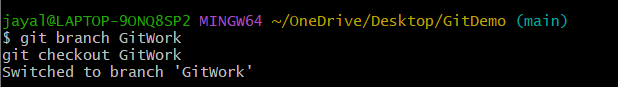 jayal@LAPTOP-9ONQ8SP2 MINGW64 ~/OneDrive/Desktop/GitDemo (main)
$ git branch GitWork
git checkout GitWork
Switched to branch 'GitWork'